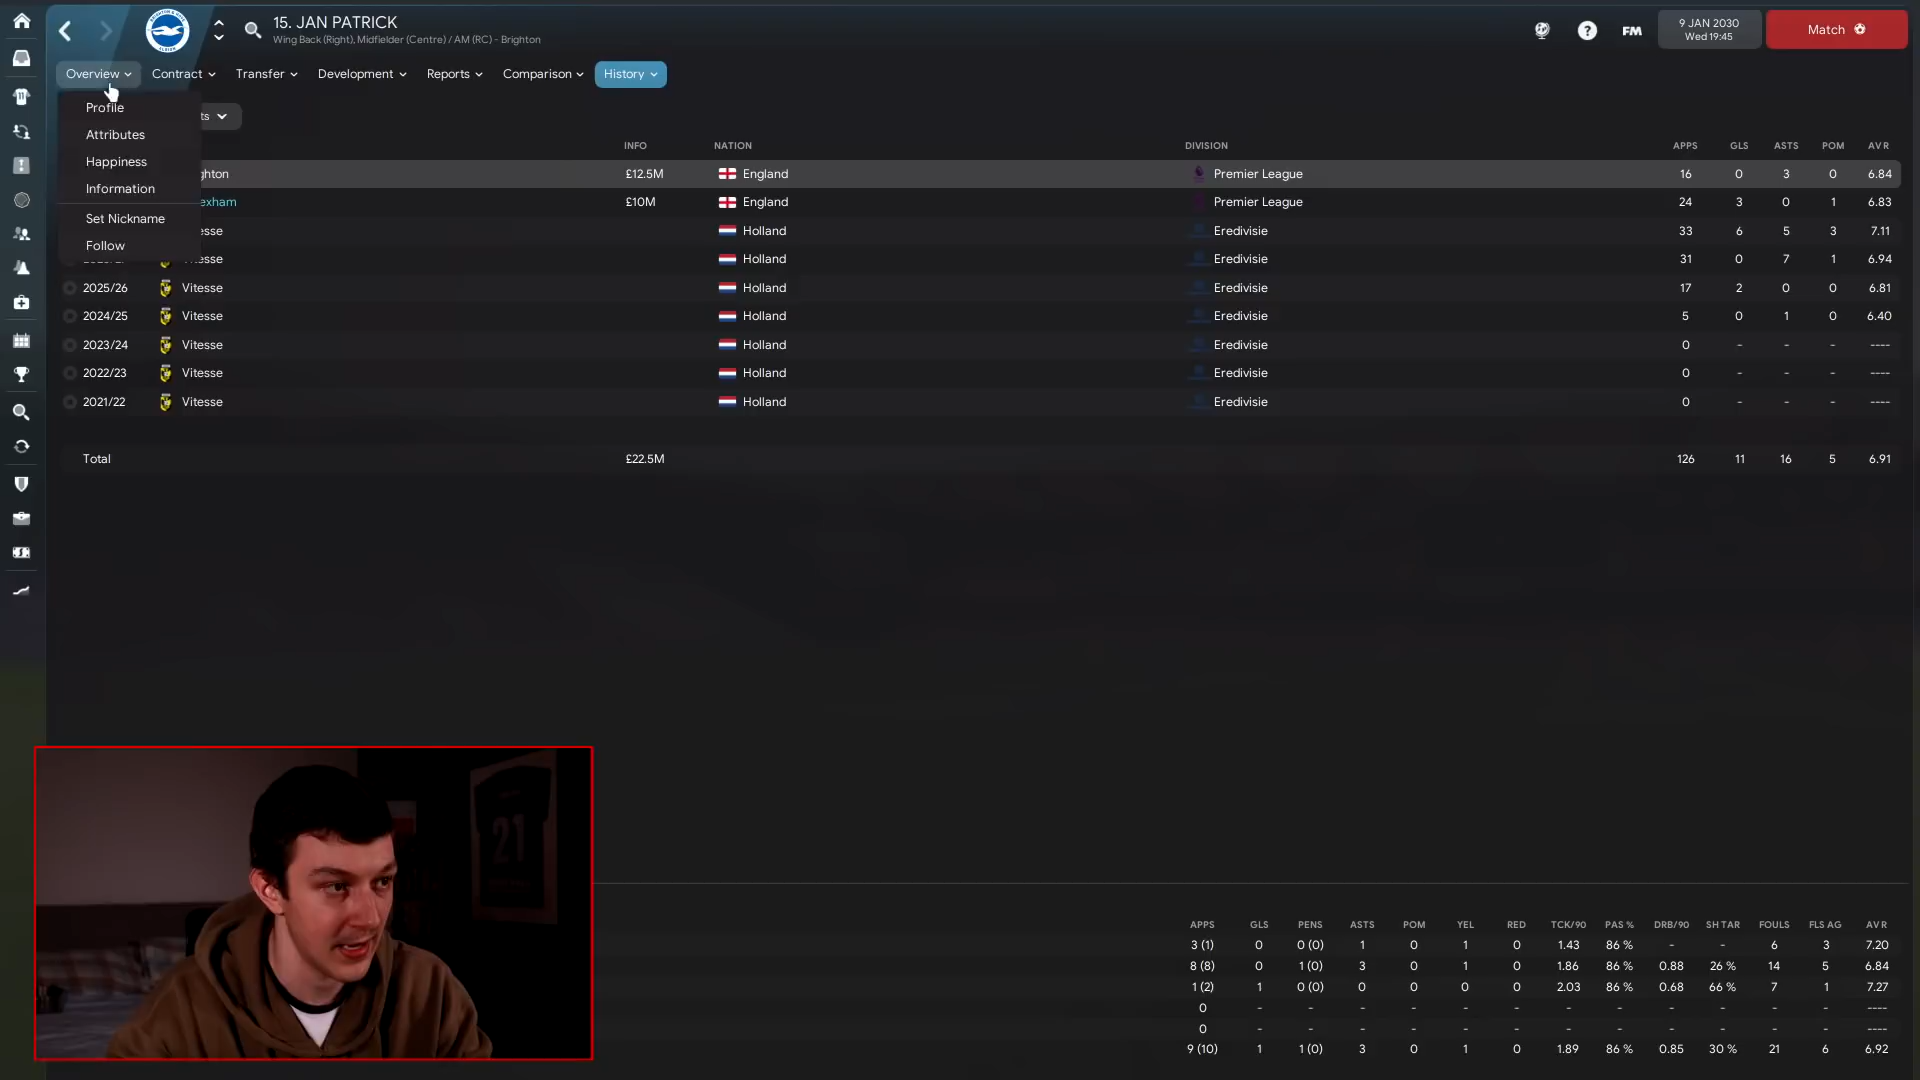 15. JAN PATRICK
Wing Back (Right), Midfielder (Centre) / AM (RC) - Brighton
FM
9 JAN 2030
Wed 19:45
Match
Overview Contract Transfer Development Reports Comparison History
Profile
Attributes
Happiness
Information
Set Nickname
Follow
ts
INFO NATION DIVISION APPS GLS ASTS POM AV R
ghton £12.5M England Premier League 16 0 3 0 6.84
exham £10M England Premier League 24 3 0 1 6.83
esse Holland Eredivisie 33 6 5 3 7.11
esse Holland Eredivisie 31 0 7 1 6.94
2025/26 Vitesse Holland Eredivisie 17 2 0 0 6.81
2024/25 Vitesse Holland Eredivisie 5 0 1 0 6.40
2023/24 Vitesse Holland Eredivisie 0 - - - ----
2022/23 Vitesse Holland Eredivisie 0 - - - ----
2021/22 Vitesse Holland Eredivisie 0 - - - ----
Total £22.5M 126 11 16 5 6.91
21
APPS GLS PENS ASTS POM YEL RED TCK/90 PAS % DRB/90 SH TAR FOULS FLS AG AV R
3 (1) 0 0 (0) 1 0 1 0 1.43 86 % - - 6 3 7.20
8 (8) 0 1 (0) 3 0 1 0 1.86 86 % 0.88 26 % 14 5 6.84
1 (2) 1 0 (0) 0 0 0 0 2.03 86 % 0.68 66 % 7 1 7.27
0 - - - - - - - - - - - - ----
0 - - - - - - - - - - - - ----
9 (10) 1 1 (0) 3 0 1 0 1.89 86 % 0.85 30 % 21 6 6.92